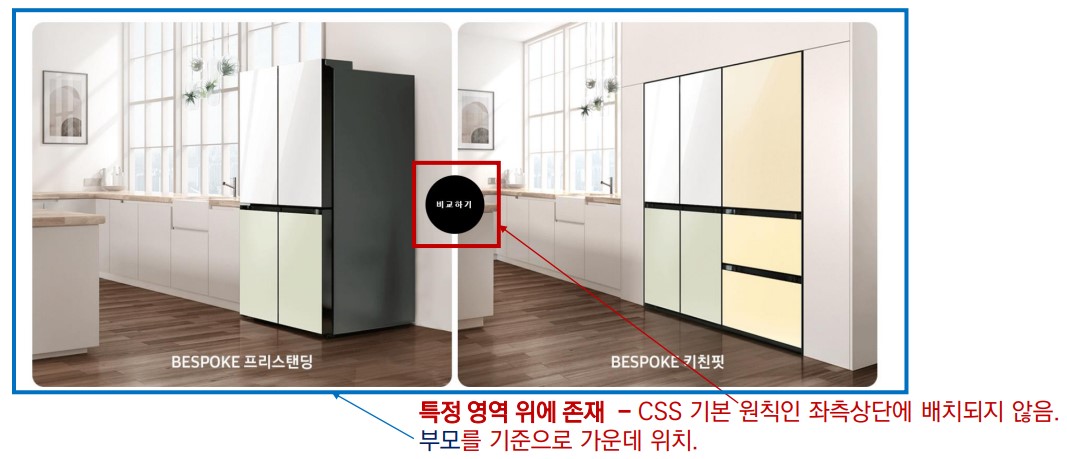 비교하기
BESPOKE 프리스탠딩
BESPOKE 키친핏
특정 영역 위에 존재 – CSS 기본 원칙인 좌측상단에 배치되지 않음.
부모를 기준으로 가운데 위치.